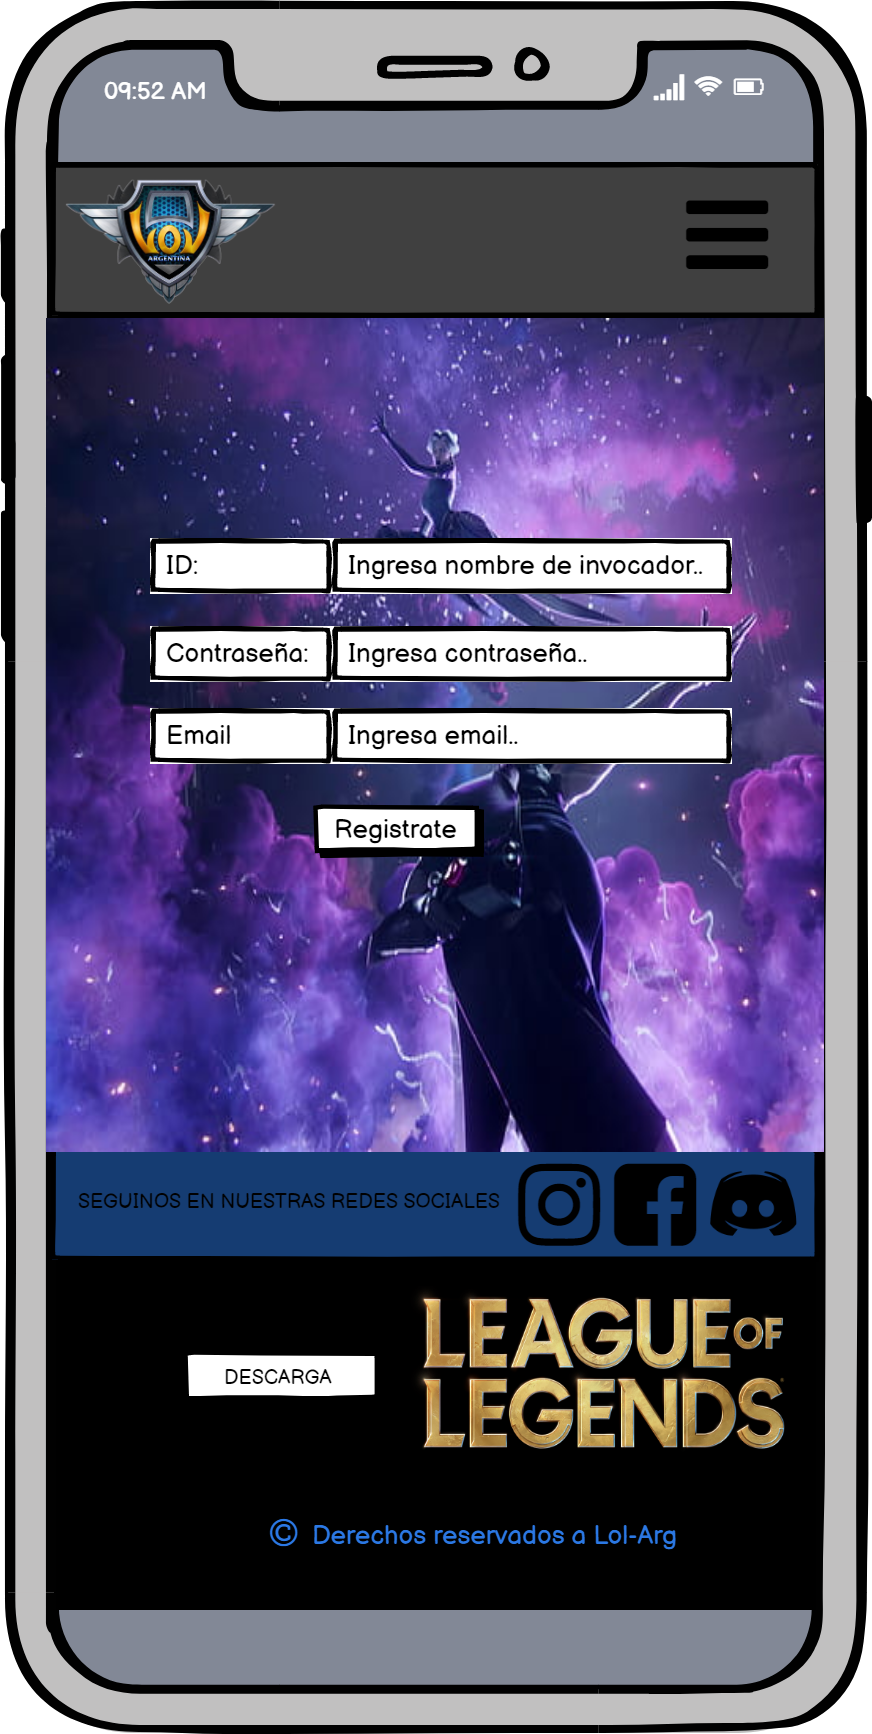 09:52 AM
LOL
ARGENTINA
ID:
Ingresa nombre de invocador..
Contraseña:
Ingresa contraseña..
Email
Ingresa email..
Registrate
SEGUINOS EN NUESTRAS REDES SOCIALES
LEAGUE OF
LEGENDS
DESCARGA
© Derechos reservados a Lol-Arg